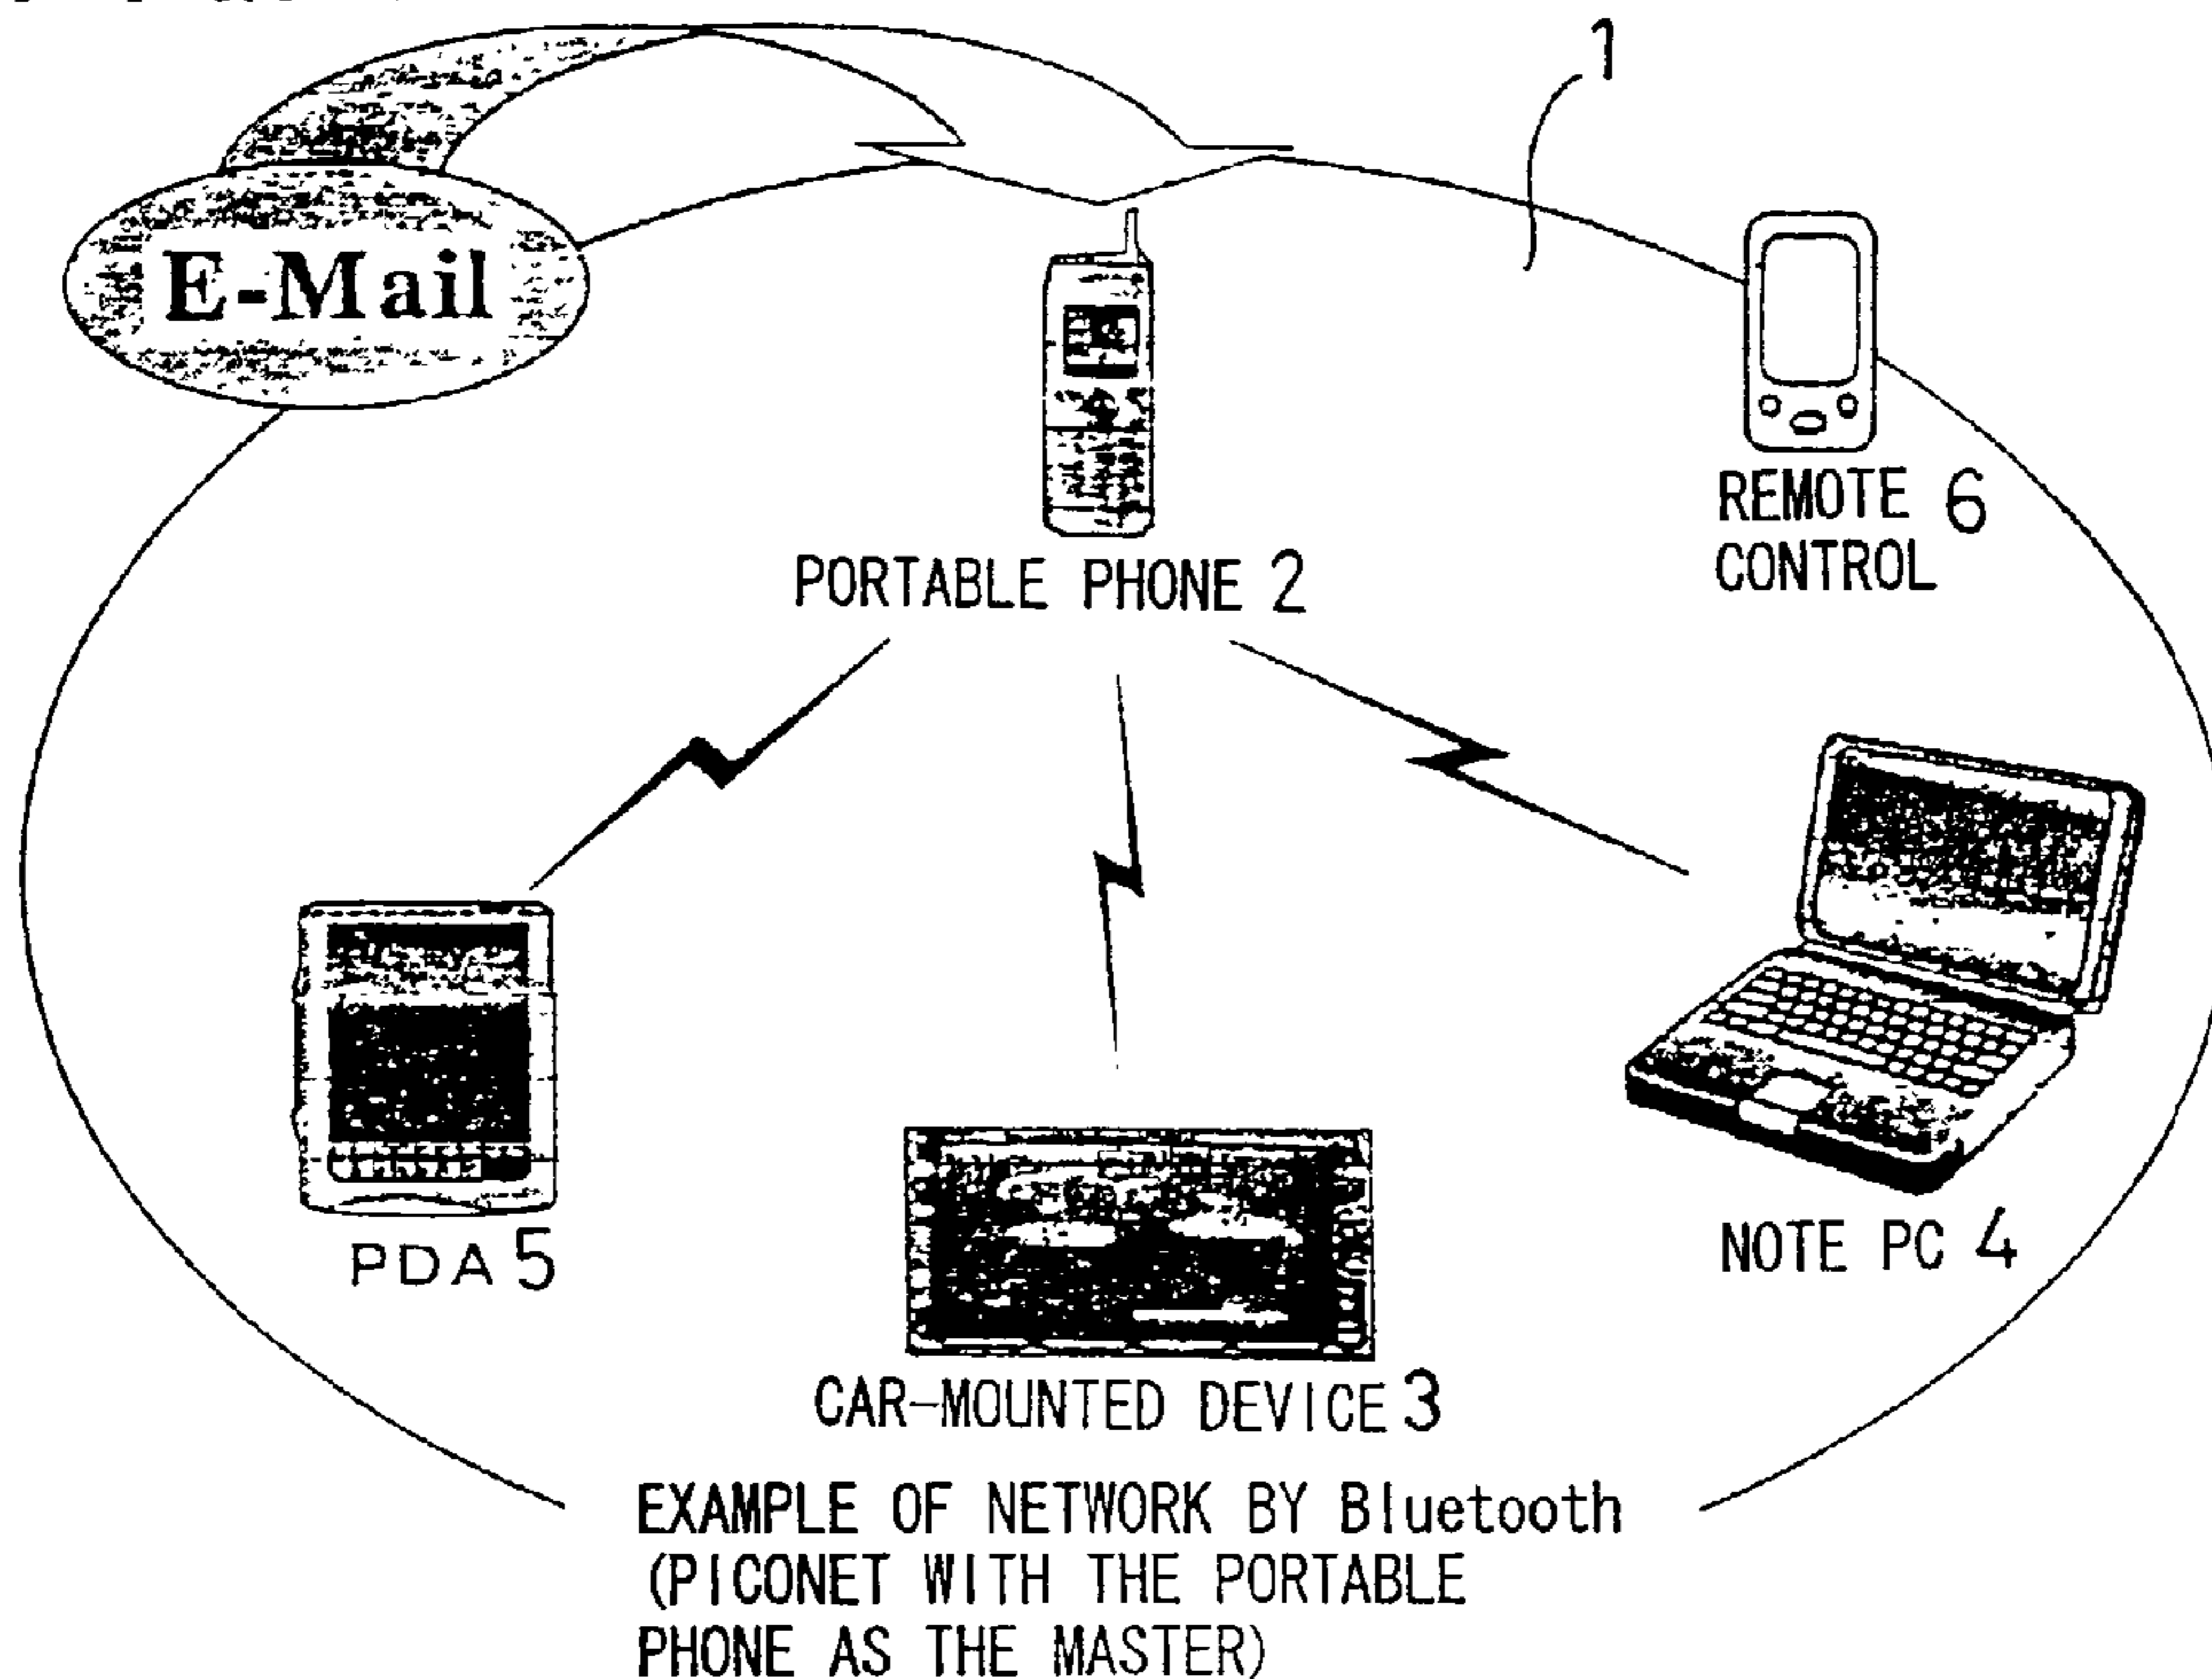 1
E-Mail
REMOTE 6
CONTROL
PORTABLE PHONE 2
PDA 5
NOTE PC 4
CAR-MOUNTED DEVICE 3
EXAMPLE OF NETWORK BY Bluetooth
(PICONET WITH THE PORTABLE
PHONE AS THE MASTER)